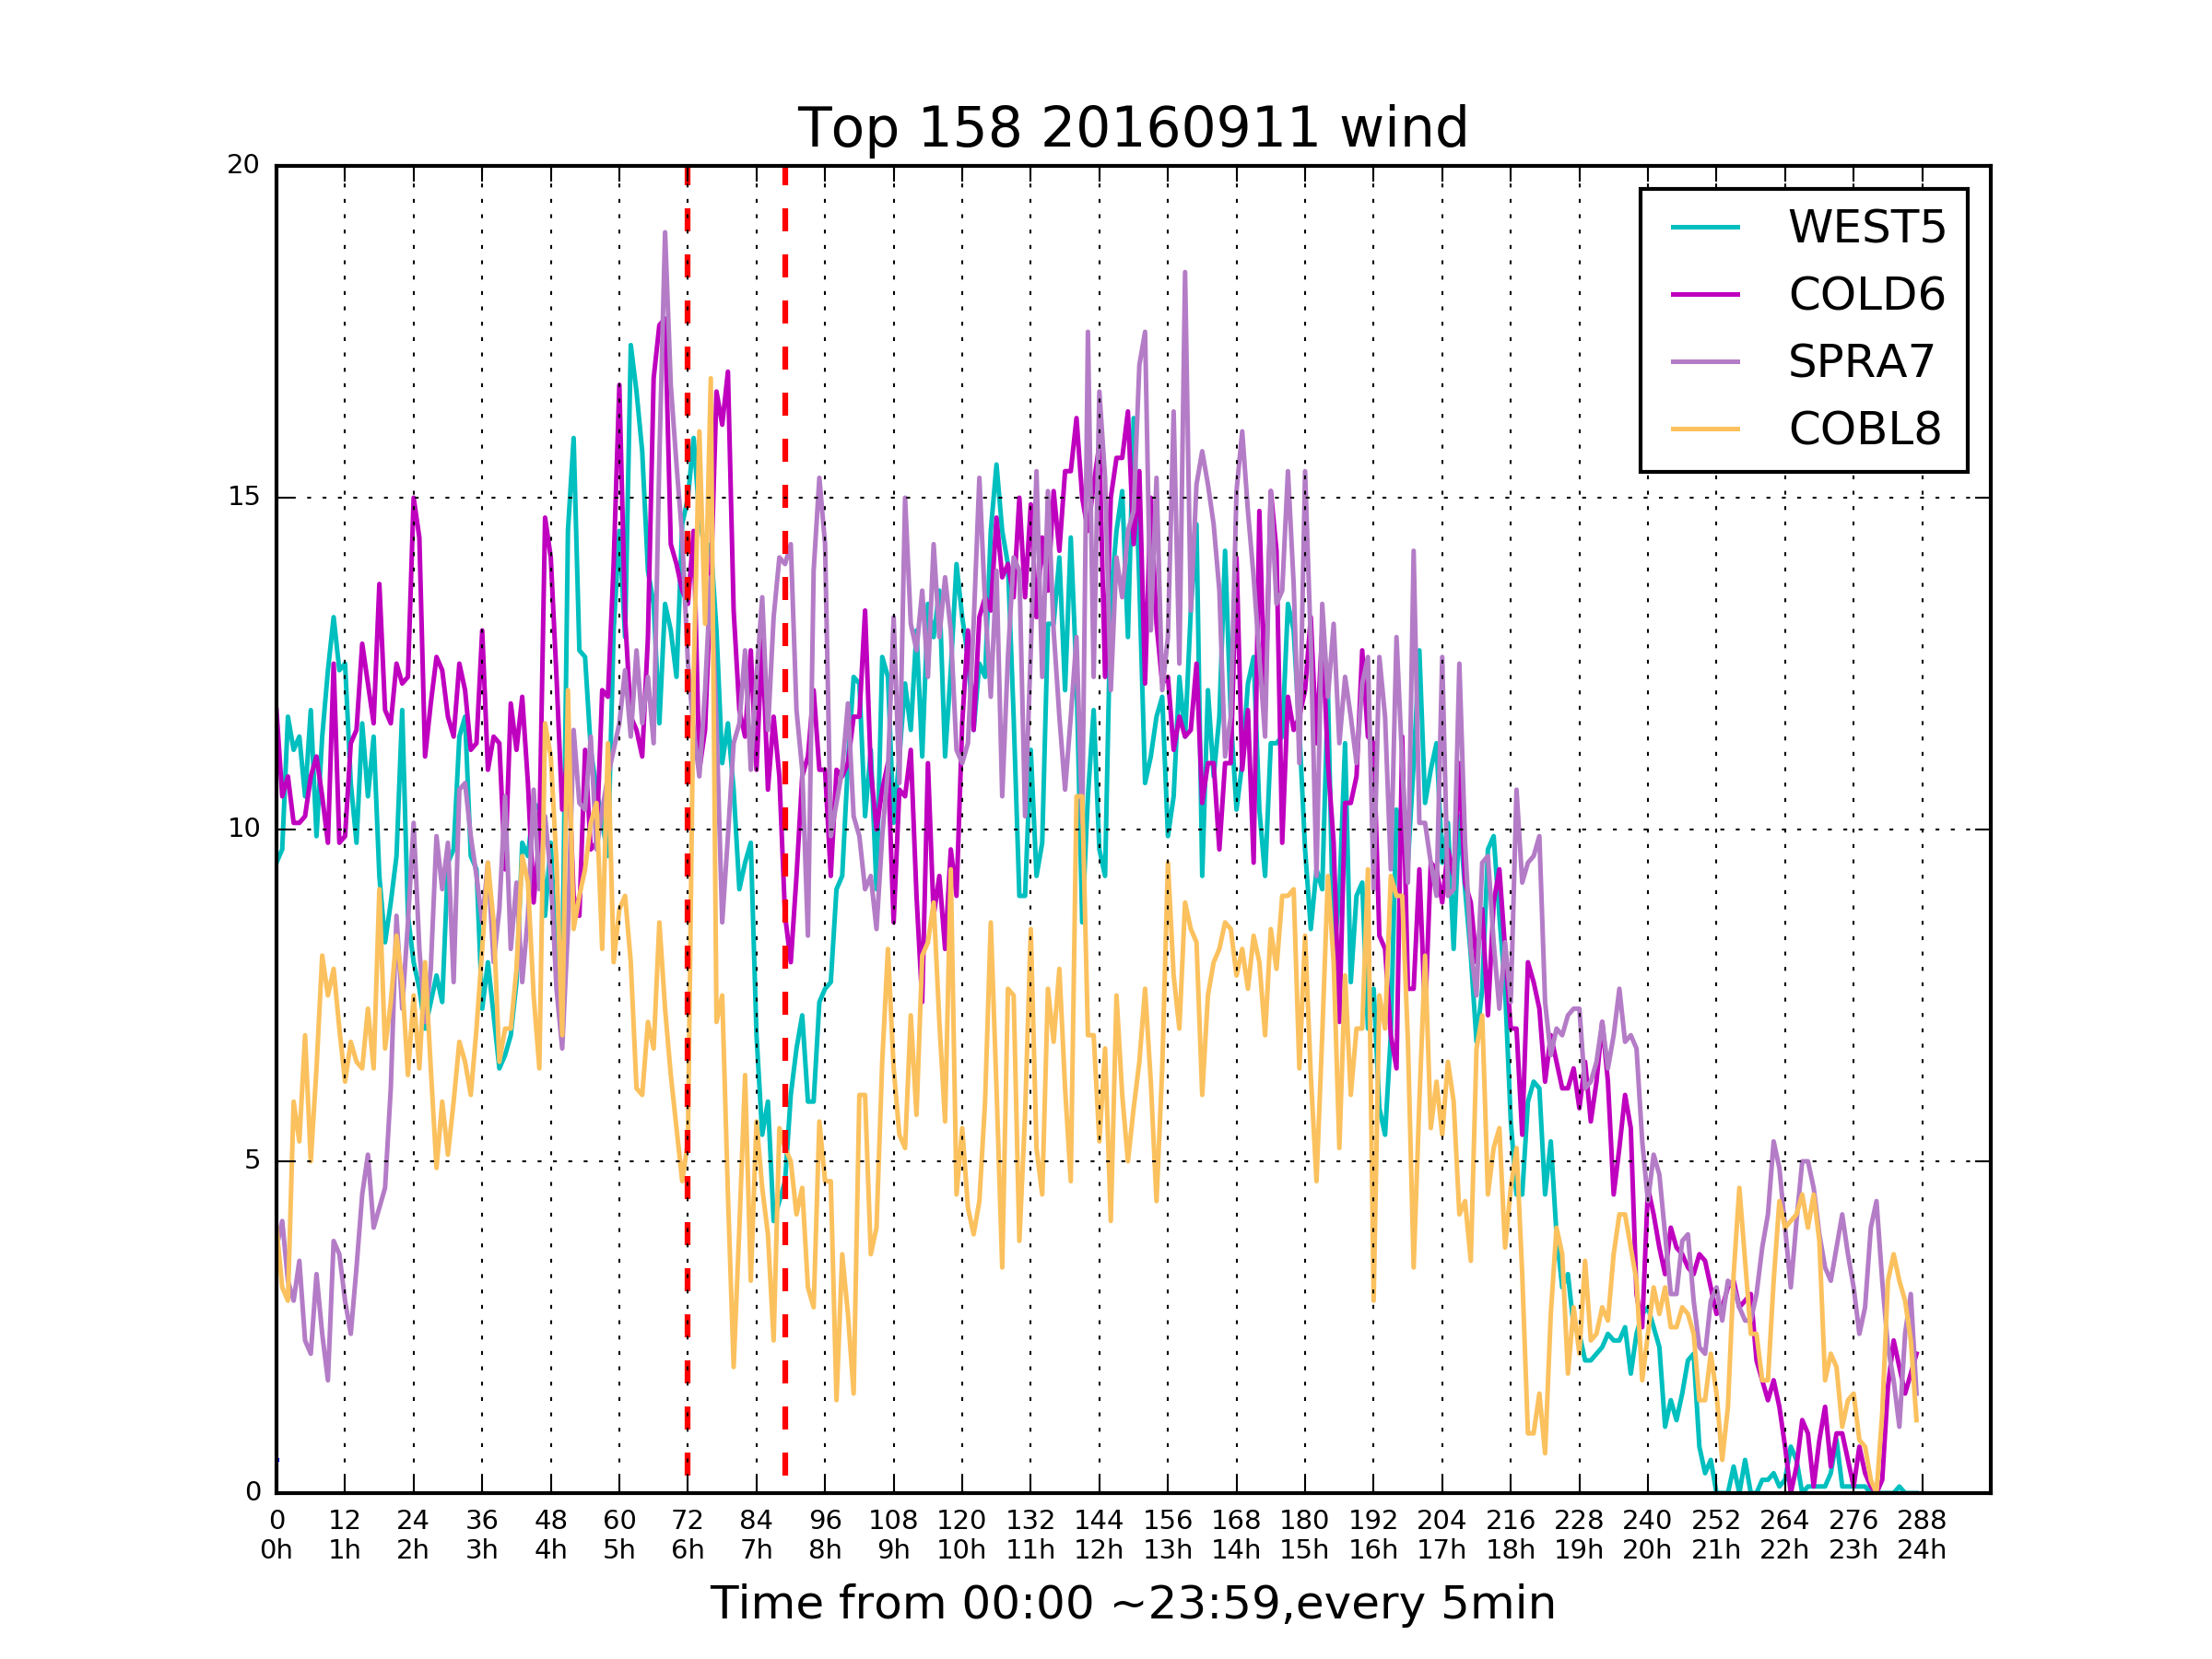 Top 158 20160911 wind
20
15
10
5
0
WEST5
COLD6
SPRA7
COBL8
0 12 24 36 48 60 72 84 96 108 120 132 144 156 168 180 192 204 216 228 240 252 264 276 288
0h 1h 2h 3h 4h 5h 6h 7h 8h 9h 10h 11h 12h 13h 14h 15h 16h 17h 18h 19h 20h 21h 22h 23h 24h
Time from 00:00 ~23:59,every 5min